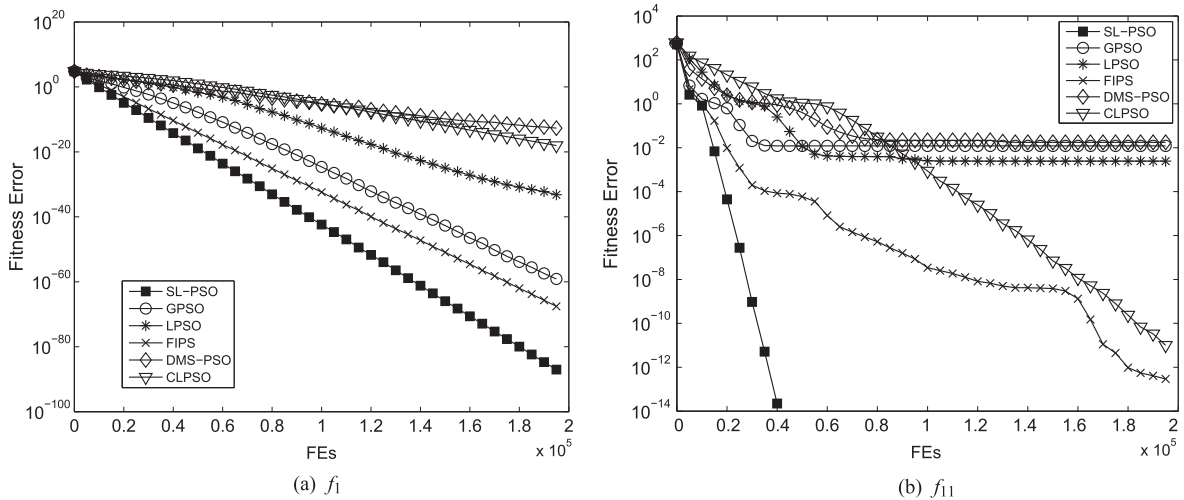 10^20
10^0
10^-20
10^-40
10^-60
10^-80
10^-100
Fitness Error
SL-PSO
GPSO
LPSO
FIPS
DMS-PSO
CLPSO
0 0.2 0.4 0.6 0.8 1 1.2 1.4 1.6 1.8 2
x 10^5
FEs
(a) f1
10^4
10^2
10^0
10^-2
10^-4
10^-6
10^-8
10^-10
10^-12
10^-14
Fitness Error
SL-PSO
GPSO
LPSO
FIPS
DMS-PSO
CLPSO
0 0.2 0.4 0.6 0.8 1 1.2 1.4 1.6 1.8 2
x 10^5
FEs
(b) f11